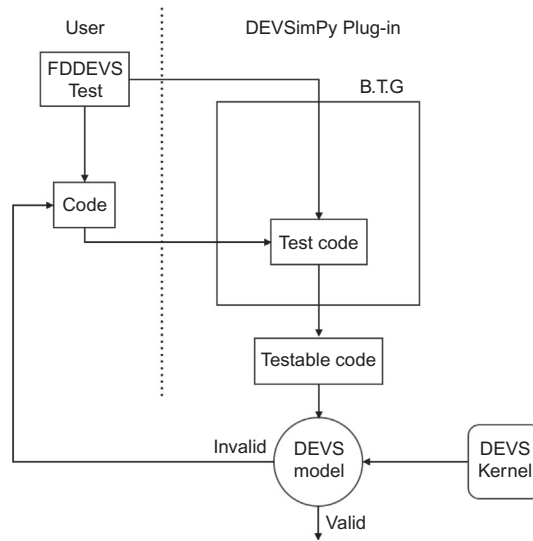 User
DEVSimPy Plug-in
FDDEVS
Test
B.T.G
Code
Test code
Testable code
Invalid
DEVS
model
DEVS
Kernel
Valid